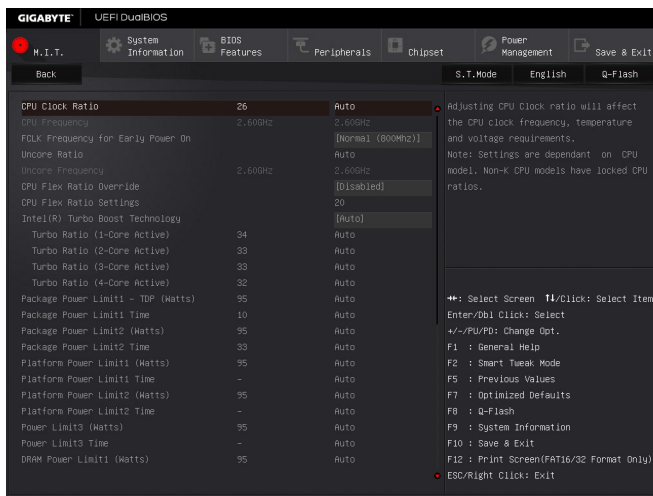 GIGABYTE™ UEFI DualBIOS
M.I.T. System Information BIOS Features Peripherals Chipset Power Management Save & Exit
Back S.T.Mode English Q-Flash
CPU Clock Ratio 26 Auto
CPU Frequency 2.60GHz 2.60GHz
FCLK Frequency for Early Power On [Normal (800Mhz)]
Uncore Ratio Auto
Uncore Frequency 2.60GHz 2.60GHz
CPU Flex Ratio Override [Disabled]
CPU Flex Ratio Settings 20
Intel(R) Turbo Boost Technology [Auto]
Turbo Ratio (1-Core Active) 34 Auto
Turbo Ratio (2-Core Active) 33 Auto
Turbo Ratio (3-Core Active) 33 Auto
Turbo Ratio (4-Core Active) 32 Auto
Package Power Limit1 - TDP (Watts) 95 Auto
Package Power Limit1 Time 10 Auto
Package Power Limit2 (Watts) 95 Auto
Package Power Limit2 Time 33 Auto
Platform Power Limit1 (Watts) 95 Auto
Platform Power Limit1 Time - Auto
Platform Power Limit2 (Watts) 95 Auto
Platform Power Limit2 Time - Auto
Power Limit3 (Watts) 95 Auto
Power Limit3 Time - Auto
DRAM Power Limit1 (Watts) 95 Auto
Adjusting CPU Clock ratio will affect
the CPU clock frequency, temperature
and voltage requirements.
Note: Settings are dependant on CPU
model. Non-K CPU models have locked CPU
ratios.
→←: Select Screen ↑↓/Click: Select Item
Enter/Dbl Click: Select
+/-/PU/PD: Change Opt.
F1 : General Help
F2 : Smart Tweak Mode
F5 : Previous Values
F7 : Optimized Defaults
F8 : Q-Flash
F9 : System Information
F10 : Save & Exit
F12 : Print Screen(FAT16/32 Format Only)
ESC/Right Click: Exit